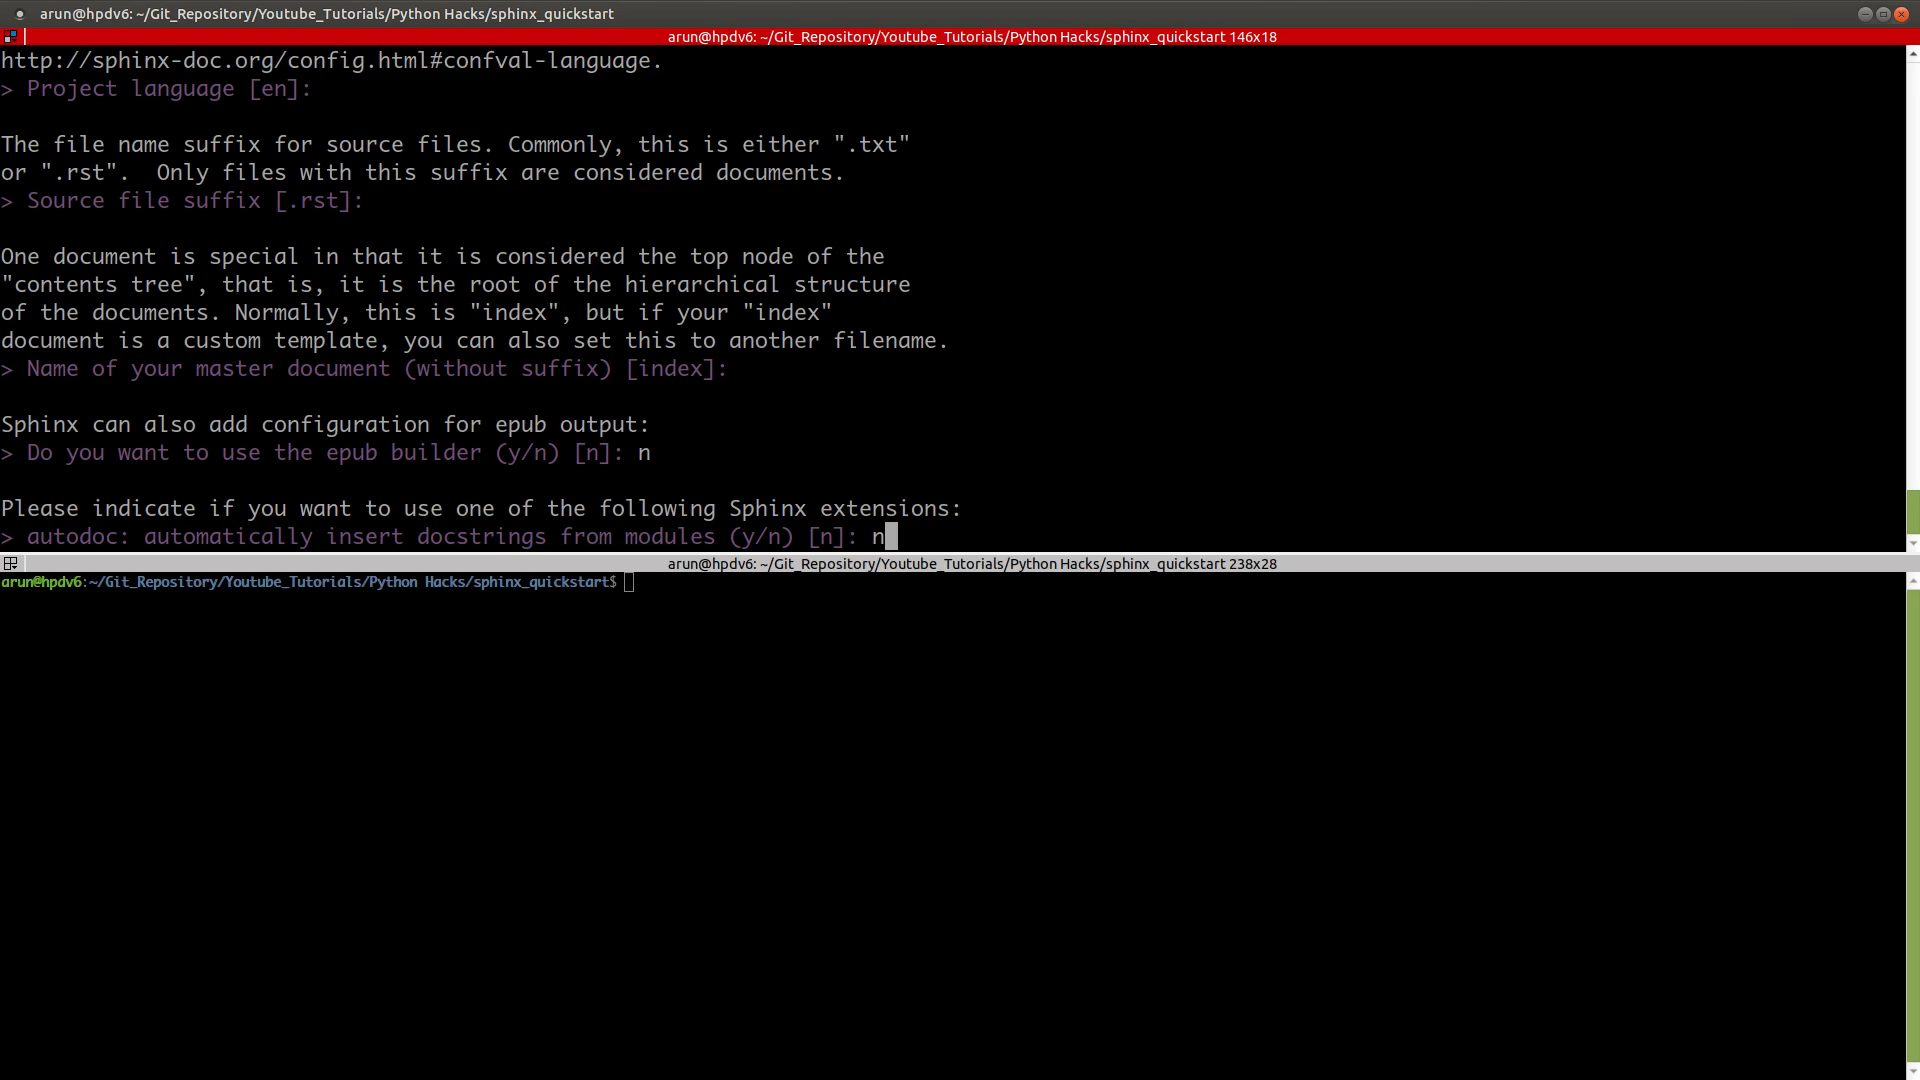 arun@hpdv6: ~/Git_Repository/Youtube_Tutorials/Python Hacks/sphinx_quickstart
arun@hpdv6: ~/Git_Repository/Youtube_Tutorials/Python Hacks/sphinx_quickstart 146x18
http://sphinx-doc.org/config.html#confval-language.
> Project language [en]:
The file name suffix for source files. Commonly, this is either ".txt"
or ".rst".  Only files with this suffix are considered documents.
> Source file suffix [.rst]:
One document is special in that it is considered the top node of the
"contents tree", that is, it is the root of the hierarchical structure
of the documents. Normally, this is "index", but if your "index"
document is a custom template, you can also set this to another filename.
> Name of your master document (without suffix) [index]:
Sphinx can also add configuration for epub output:
> Do you want to use the epub builder (y/n) [n]: n
Please indicate if you want to use one of the following Sphinx extensions:
> autodoc: automatically insert docstrings from modules (y/n) [n]: n
arun@hpdv6: ~/Git_Repository/Youtube_Tutorials/Python Hacks/sphinx_quickstart 238x28
arun@hpdv6:~/Git_Repository/Youtube_Tutorials/Python Hacks/sphinx_quickstart$